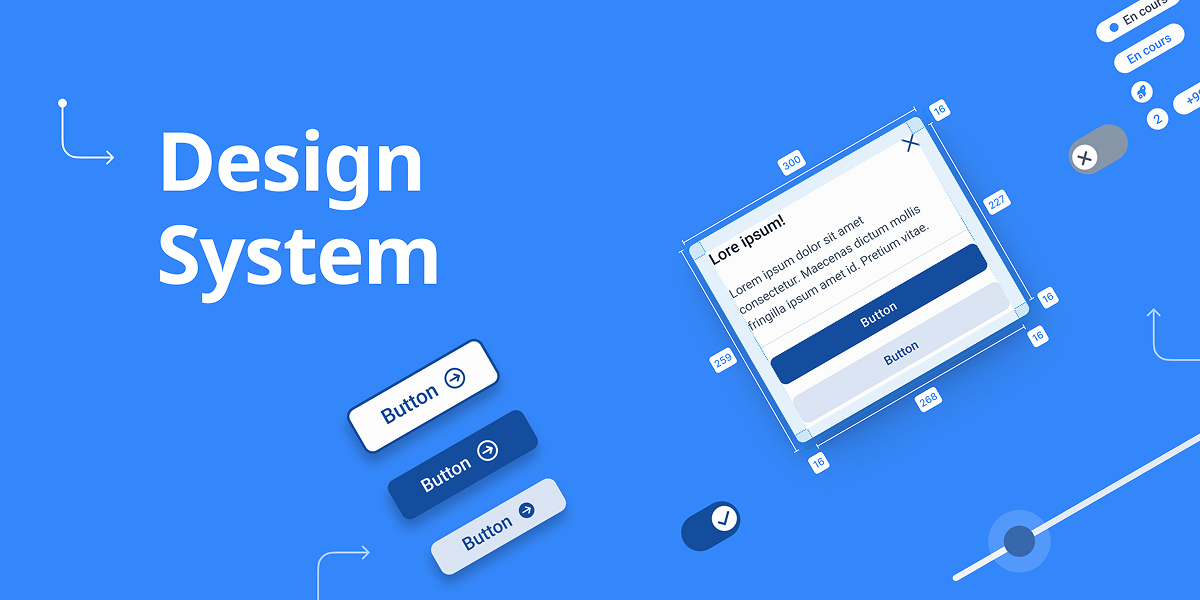 Design
System
En cours
En cours
2
16
300
227
Lore ipsum!
Lorem ipsum dolor sit amet
consectetur. Maecenas dictum mollis
fringilla ipsum amet id. Pretium vitae.
Button
Button
16
16
259
268
16
Button
Button
Button